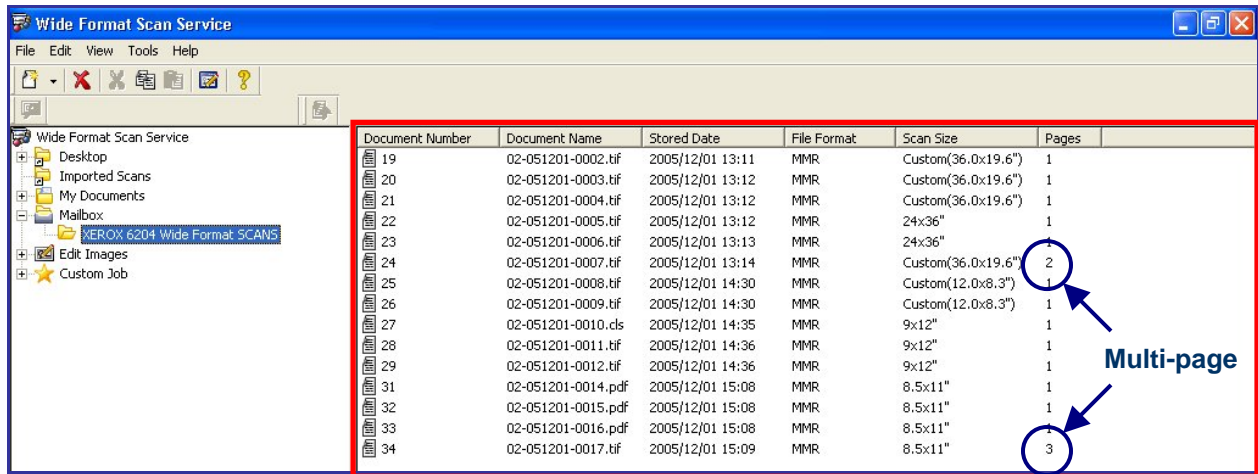 Wide Format Scan Service
File Edit View Tools Help
Wide Format Scan Service
Desktop
Imported Scans
My Documents
Mailbox
XEROX 6204 Wide Format SCANS
Edit Images
Custom Job
Document Number Document Name Stored Date File Format Scan Size Pages
19 02-051201-0002.tif 2005/12/01 13:11 MMR Custom(36.0x19.6") 1
20 02-051201-0003.tif 2005/12/01 13:12 MMR Custom(36.0x19.6") 1
21 02-051201-0004.tif 2005/12/01 13:12 MMR Custom(36.0x19.6") 1
22 02-051201-0005.tif 2005/12/01 13:12 MMR 24x36" 1
23 02-051201-0006.tif 2005/12/01 13:13 MMR 24x36" 1
24 02-051201-0007.tif 2005/12/01 13:14 MMR Custom(36.0x19.6") 2
25 02-051201-0008.tif 2005/12/01 14:30 MMR Custom(12.0x8.3") 1
26 02-051201-0009.tif 2005/12/01 14:30 MMR Custom(12.0x8.3") 1
27 02-051201-0010.cls 2005/12/01 14:35 MMR 9x12" 1
28 02-051201-0011.tif 2005/12/01 14:36 MMR 9x12" 1
29 02-051201-0012.tif 2005/12/01 14:36 MMR 9x12" 1
31 02-051201-0014.pdf 2005/12/01 15:08 MMR 8.5x11" 1
32 02-051201-0015.pdf 2005/12/01 15:08 MMR 8.5x11" 1
33 02-051201-0016.pdf 2005/12/01 15:08 MMR 8.5x11" 1
34 02-051201-0017.tif 2005/12/01 15:09 MMR 8.5x11" 3
Multi-page